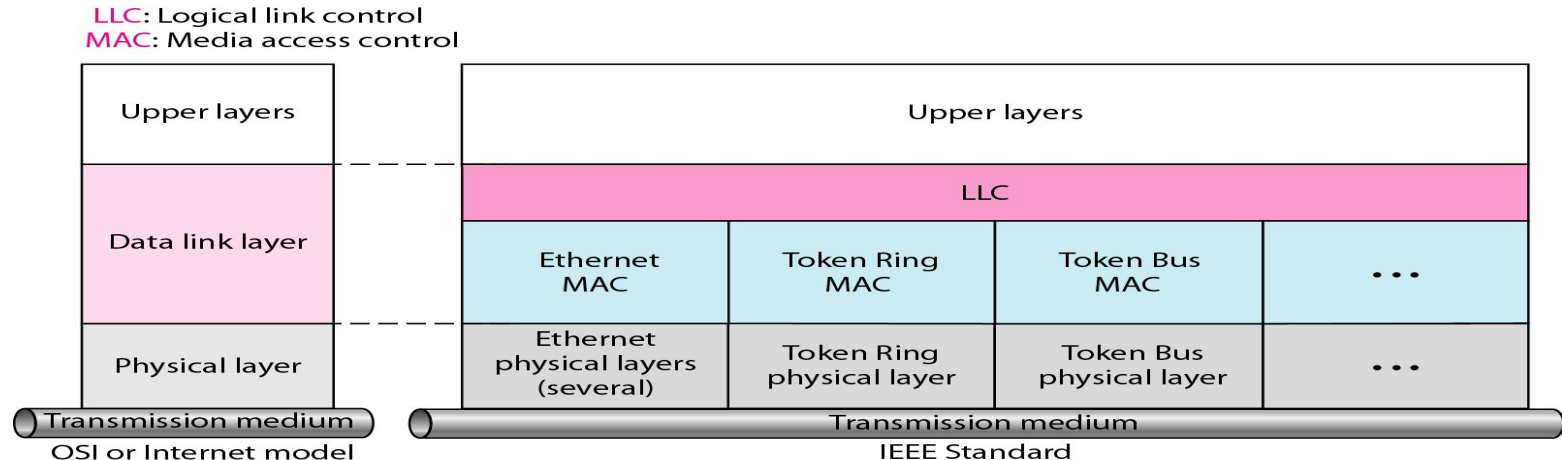 LLC: Logical link control
MAC: Media access control
Upper layers
Data link layer
Physical layer
Transmission medium
OSI or Internet model
Upper layers
LLC
Ethernet
MAC
Token Ring
MAC
Token Bus
MAC
...
Ethernet
physical layers
(several)
Token Ring
physical layer
Token Bus
physical layer
...
Transmission medium
IEEE Standard